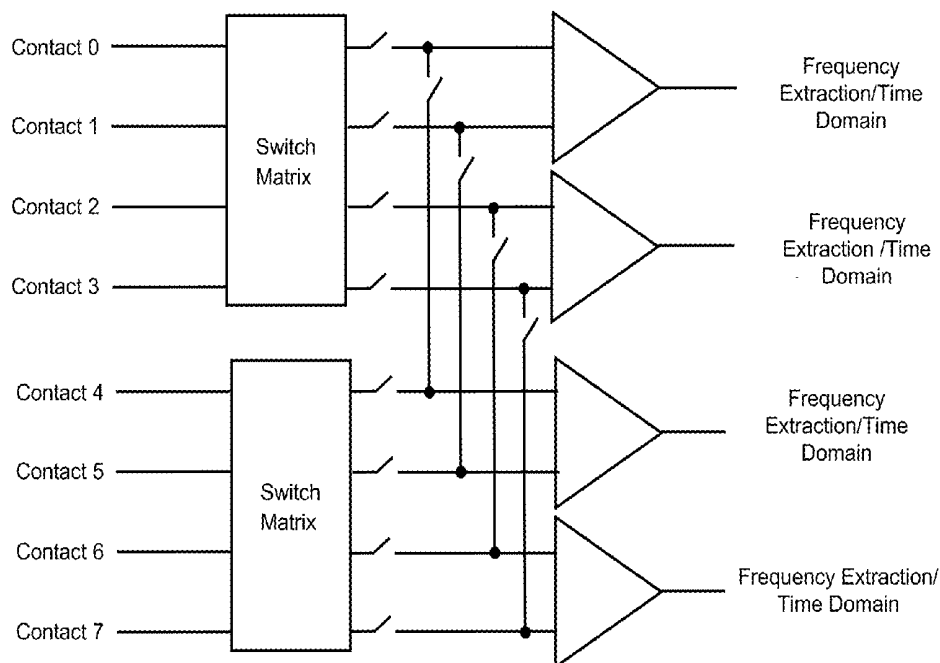 Contact 0
Contact 1
Contact 2
Contact 3
Switch
Matrix
Frequency
Extraction/Time
Domain
Frequency
Extraction /Time
Domain
Contact 4
Contact 5
Contact 6
Contact 7
Switch
Matrix
Frequency
Extraction/Time
Domain
Frequency Extraction/
Time Domain